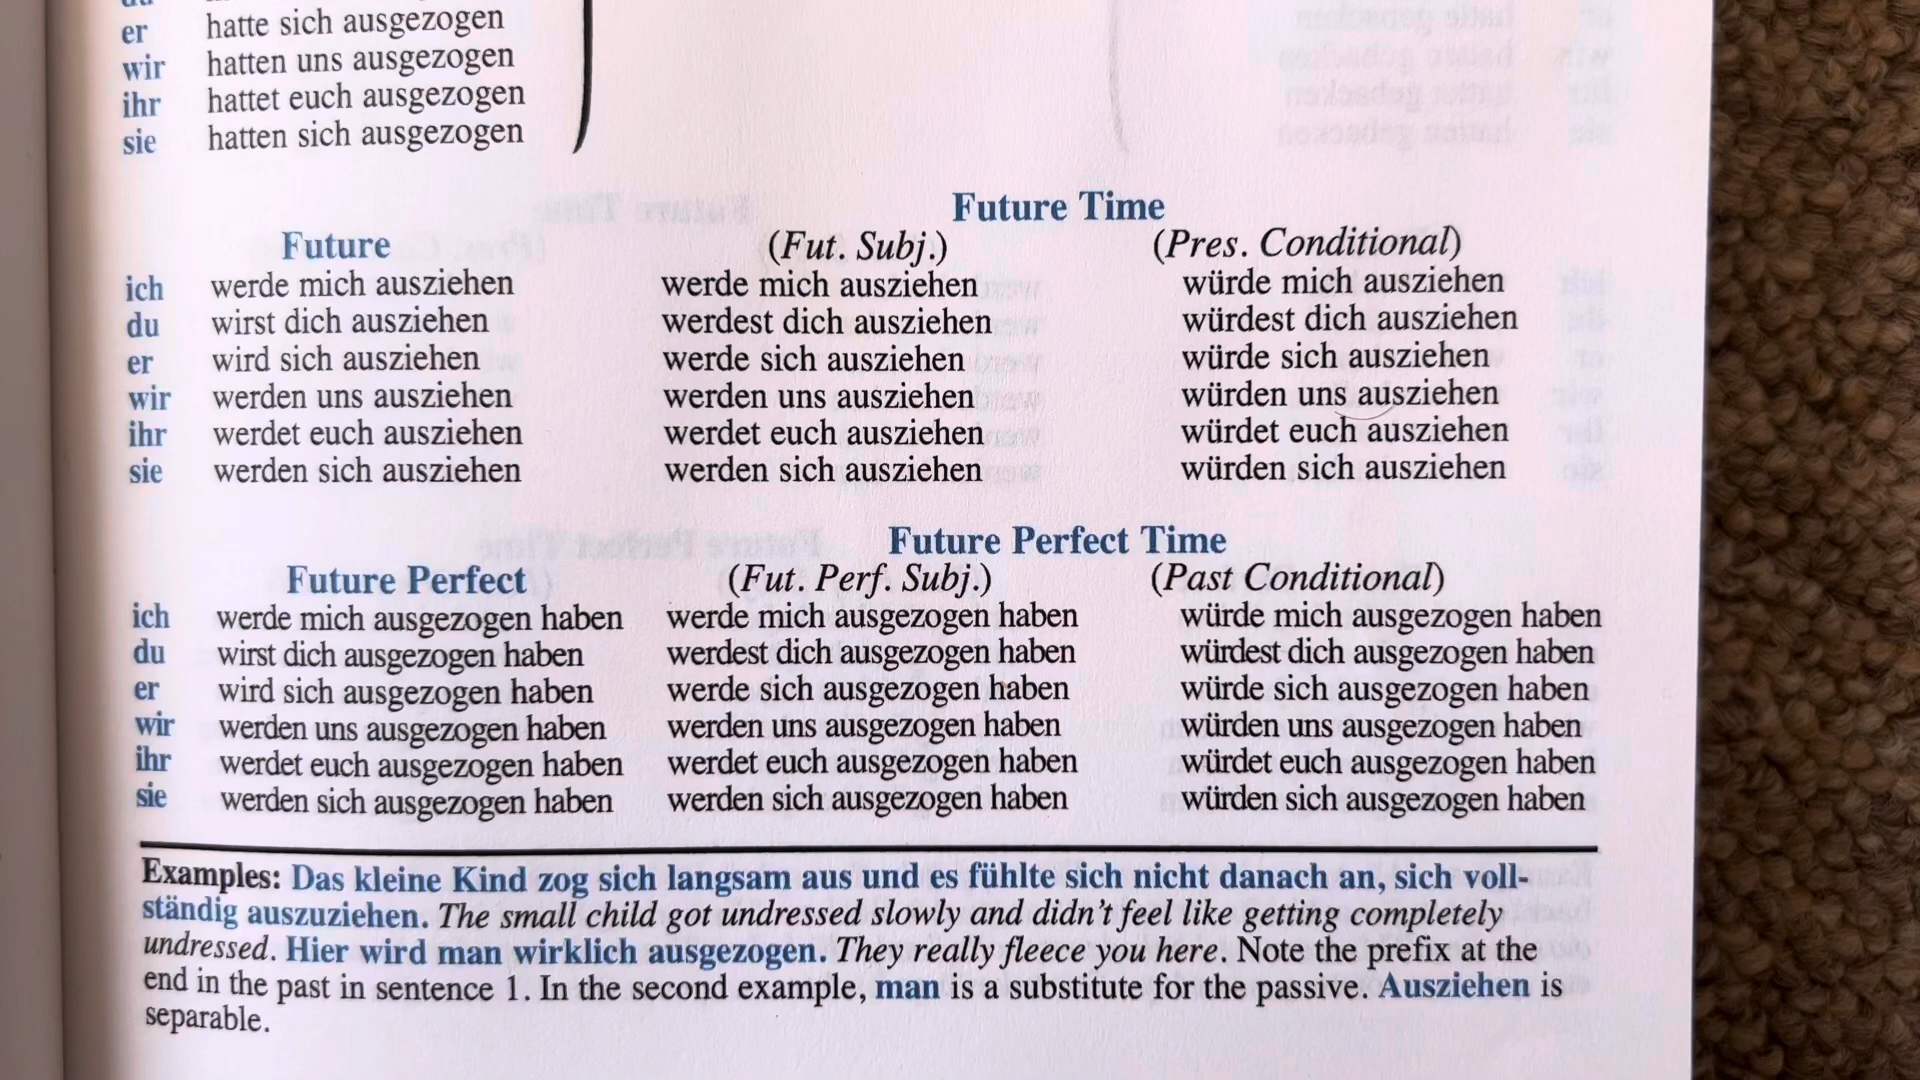 er hatte sich ausgezogen
wir hatten uns ausgezogen
ihr hattet euch ausgezogen
sie hatten sich ausgezogen
Future Time
Future (Fut. Subj.) (Pres. Conditional)
ich werde mich ausziehen werde mich ausziehen würde mich ausziehen
du wirst dich ausziehen werdest dich ausziehen würdest dich ausziehen
er wird sich ausziehen werde sich ausziehen würde sich ausziehen
wir werden uns ausziehen werden uns ausziehen würden uns ausziehen
ihr werdet euch ausziehen werdet euch ausziehen würdet euch ausziehen
sie werden sich ausziehen werden sich ausziehen würden sich ausziehen
Future Perfect Time
Future Perfect (Fut. Perf. Subj.) (Past Conditional)
ich werde mich ausgezogen haben werde mich ausgezogen haben würde mich ausgezogen haben
du wirst dich ausgezogen haben werdest dich ausgezogen haben würdest dich ausgezogen haben
er wird sich ausgezogen haben werde sich ausgezogen haben würde sich ausgezogen haben
wir werden uns ausgezogen haben werden uns ausgezogen haben würden uns ausgezogen haben
ihr werdet euch ausgezogen haben werdet euch ausgezogen haben würdet euch ausgezogen haben
sie werden sich ausgezogen haben werden sich ausgezogen haben würden sich ausgezogen haben
Examples: Das kleine Kind zog sich langsam aus und es fühlte sich nicht danach an, sich voll-
ständig auszuziehen. The small child got undressed slowly and didn't feel like getting completely
undressed. Hier wird man wirklich ausgezogen. They really fleece you here. Note the prefix at the
end in the past in sentence 1. In the second example, man is a substitute for the passive. Ausziehen is
separable.